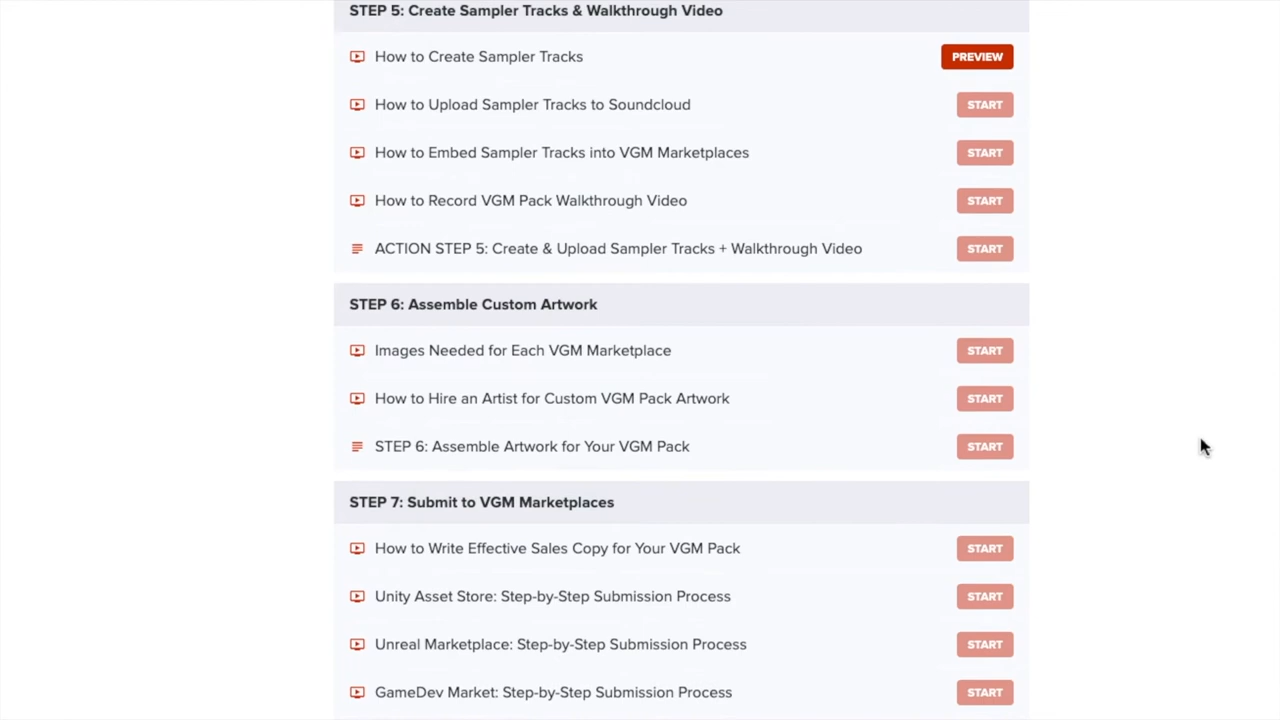 STEP 5: Create Sampler Tracks & Walkthrough Video
How to Create Sampler Tracks
PREVIEW
How to Upload Sampler Tracks to Soundcloud
START
How to Embed Sampler Tracks into VGM Marketplaces
START
How to Record VGM Pack Walkthrough Video
START
ACTION STEP 5: Create & Upload Sampler Tracks + Walkthrough Video
START
STEP 6: Assemble Custom Artwork
Images Needed for Each VGM Marketplace
START
How to Hire an Artist for Custom VGM Pack Artwork
START
STEP 6: Assemble Artwork for Your VGM Pack
START
STEP 7: Submit to VGM Marketplaces
How to Write Effective Sales Copy for Your VGM Pack
START
Unity Asset Store: Step-by-Step Submission Process
START
Unreal Marketplace: Step-by-Step Submission Process
START
GameDev Market: Step-by-Step Submission Process
START